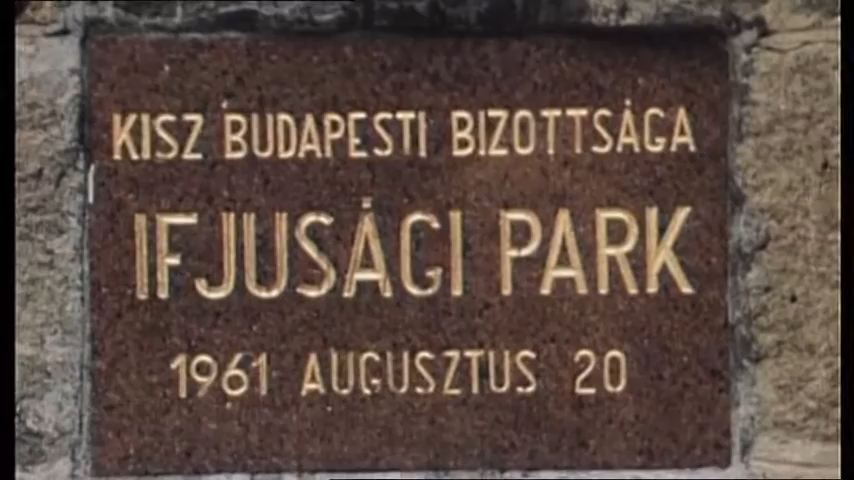 KISZ BUDAPESTI BIZOTTSÁGA
IFJUSÁGI PARK
1961 AUGUSZTUS 20